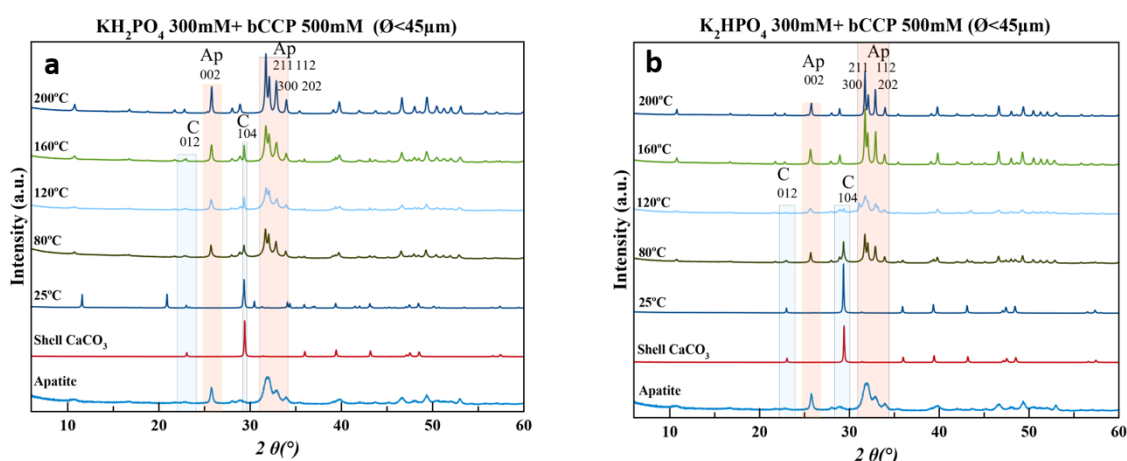 KH₂PO₄ 300mM+ bCCP 500mM (Ø<45µm)
a
Ap
002
Ap
211 112
300 202
200ºC
C
012
C
104
160ºC
120ºC
80ºC
25ºC
Shell CaCO₃
Apatite
Intensity (a.u.)
10 20 30 40 50 60
2 θ(°)
K₂HPO₄ 300mM+ bCCP 500mM (Ø<45µm)
b
Ap
002
Ap
211 112
300 202
200ºC
160ºC
C
012
C
104
120ºC
80ºC
25ºC
Shell CaCO₃
Apatite
Intensity (a.u.)
10 20 30 40 50 60
2 θ(°)